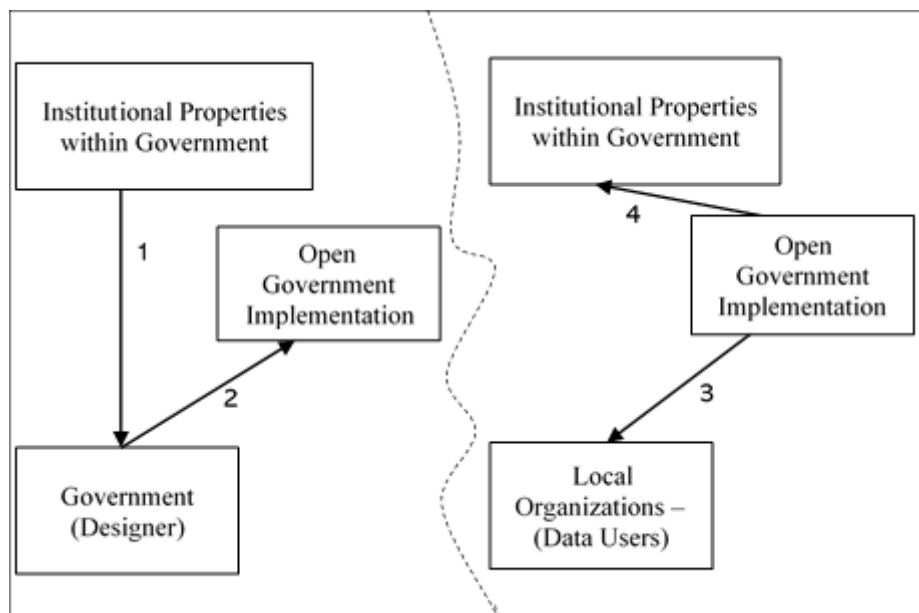 Institutional Properties
within Government
1
Open
Government
Implementation
2
Government
(Designer)
Institutional Properties
within Government
4
Open
Government
Implementation
3
Local
Organizations –
(Data Users)